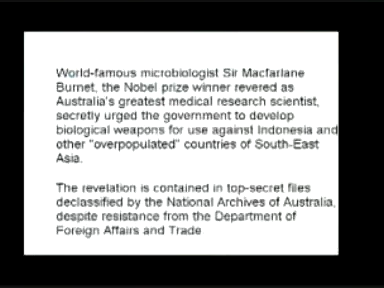 World-famous microbiologist Sir Macfarlane
Burnet, the Nobel prize winner revered as
Australia's greatest medical research scientist,
secretly urged the government to develop
biological weapons for use against Indonesia and
other "overpopulated" countries of South-East
Asia.
The revelation is contained in top-secret files
declassified by the National Archives of Australia,
despite resistance from the Department of
Foreign Affairs and Trade